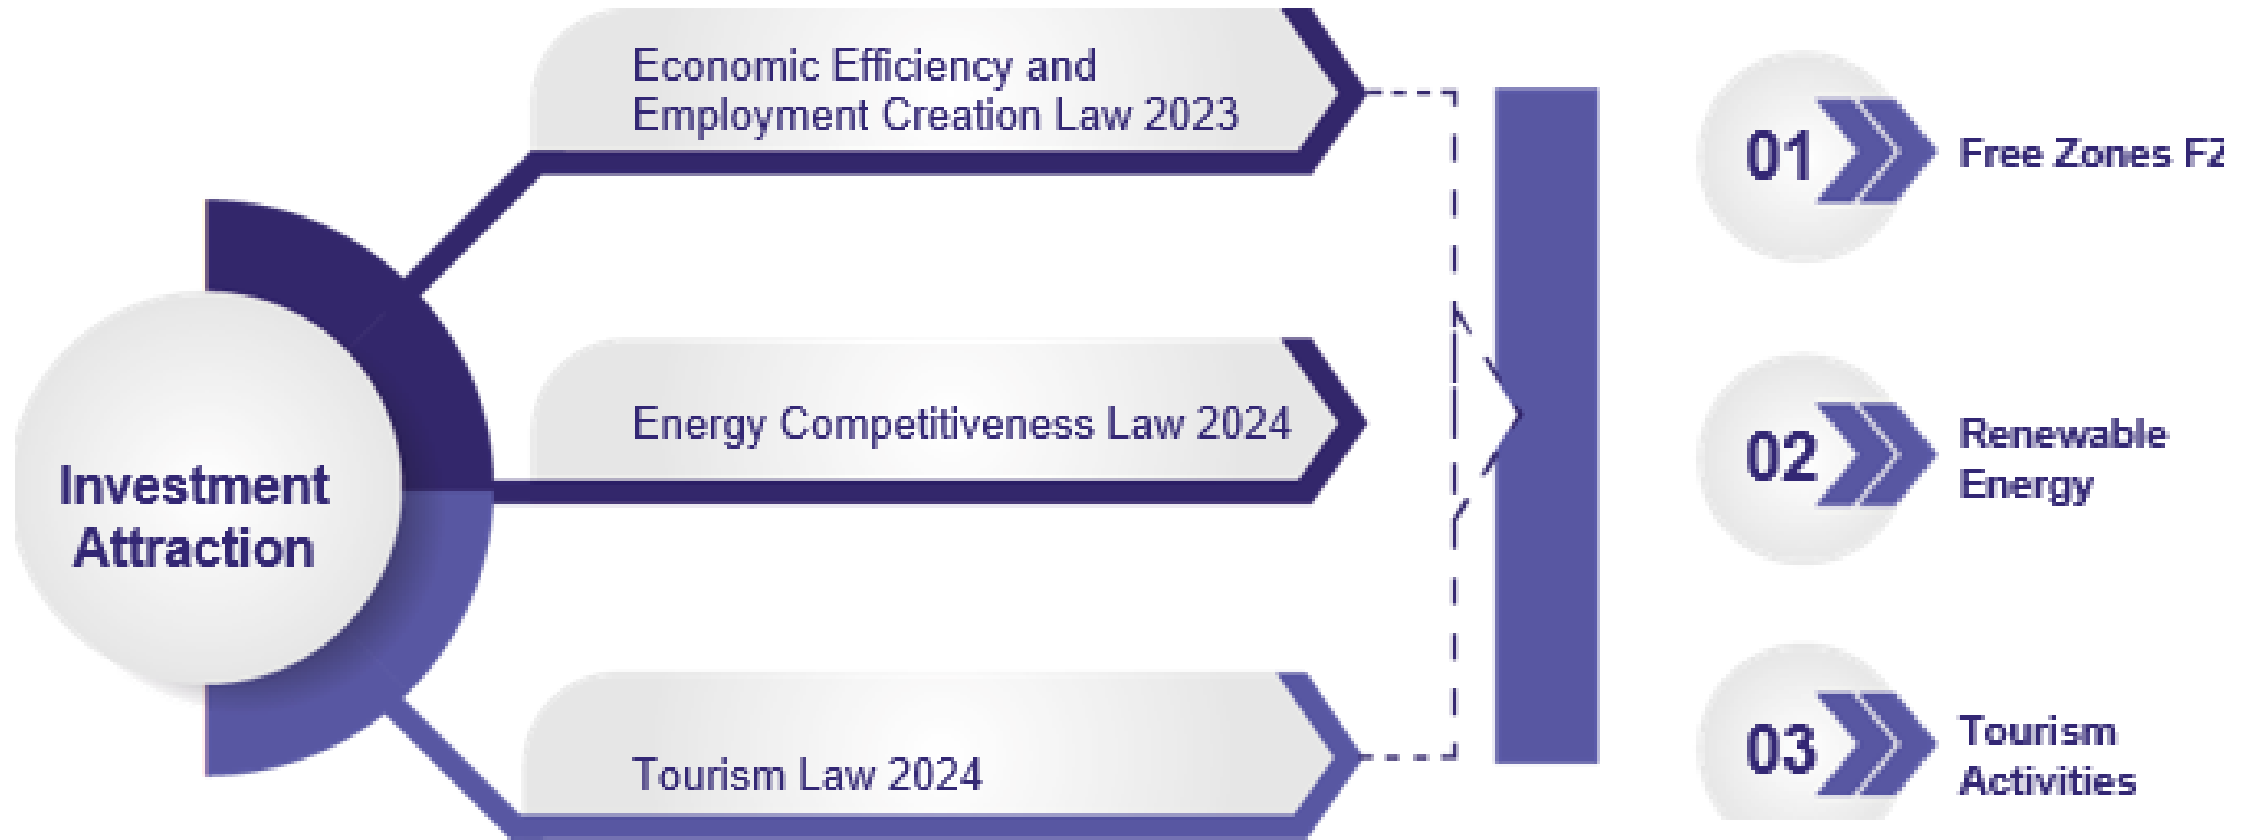 Investment
Attraction
Economic Efficiency and
Employment Creation Law 2023
Energy Competitiveness Law 2024
Tourism Law 2024
01
Free Zones FZ
02
Renewable
Energy
03
Tourism
Activities